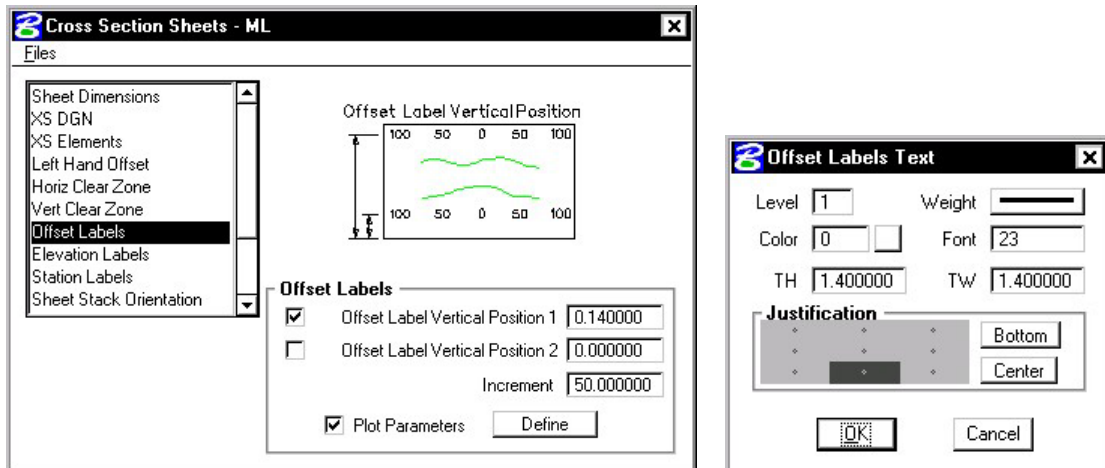 Cross Section Sheets - ML
Files
Sheet Dimensions
XS DGN
XS Elements
Left Hand Offset
Horiz Clear Zone
Vert Clear Zone
Offset Labels
Elevation Labels
Station Labels
Sheet Stack Orientation
Offset Label Vertical Position
100 50 0 50 100
100 50 0 50 100
Offset Labels
Offset Label Vertical Position 1 0.140000
Offset Label Vertical Position 2 0.000000
Increment 50.000000
Plot Parameters Define
Offset Labels Text
Level 1 Weight
Color 0 Font 23
TH 1.400000 TW 1.400000
Justification
Bottom
Center
OK Cancel